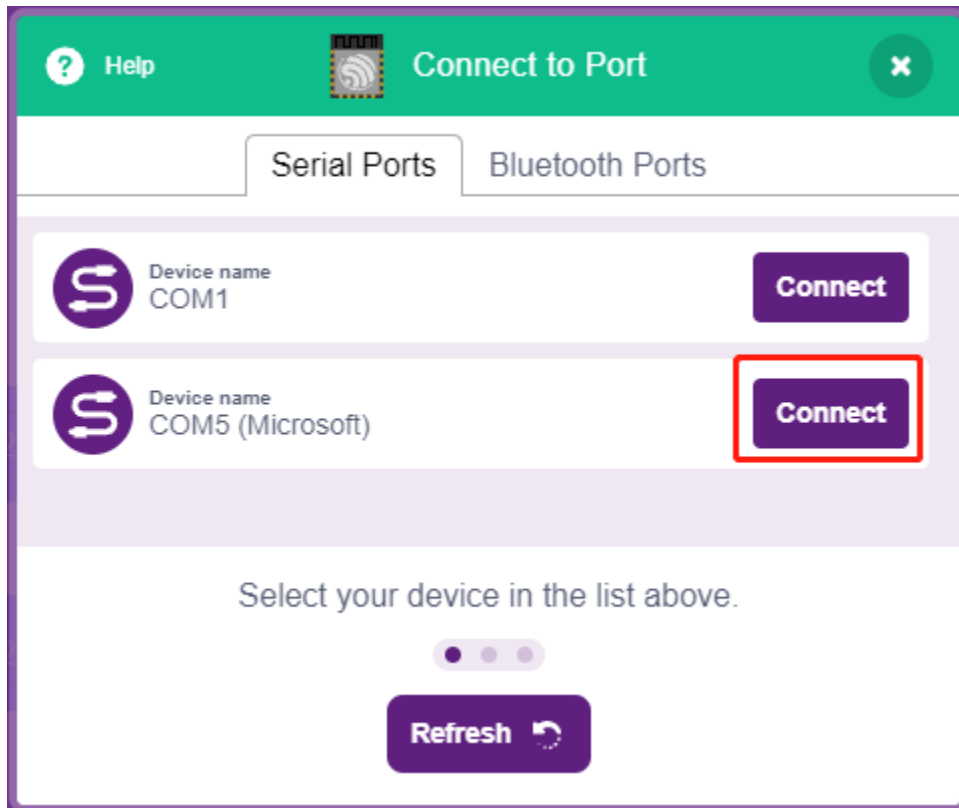 Help
Connect to Port
Serial Ports
Bluetooth Ports
Device name
COM1
Connect
Device name
COM5 (Microsoft)
Connect
Select your device in the list above.
Refresh